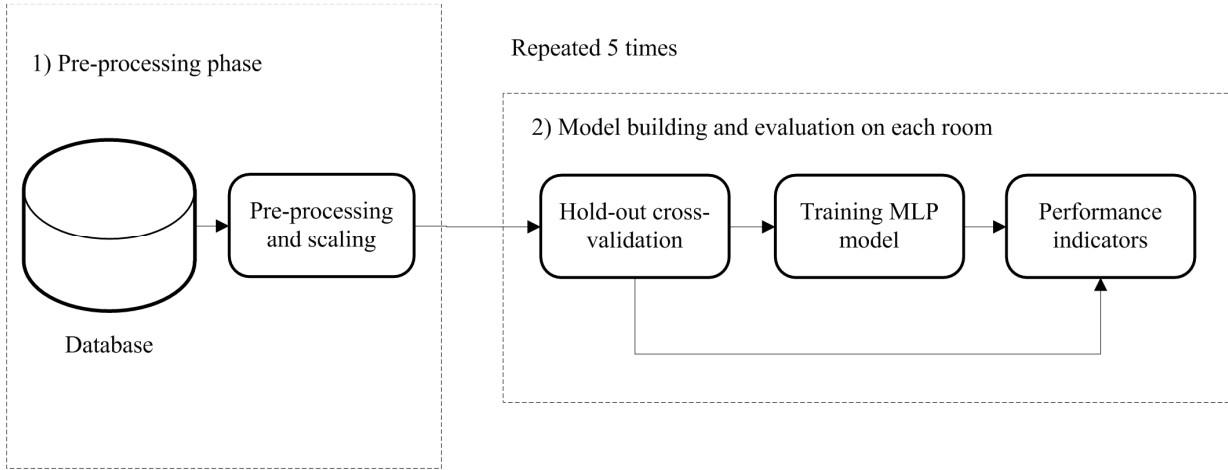 1) Pre-processing phase
Repeated 5 times
2) Model building and evaluation on each room
Database
Pre-processing
and scaling
Hold-out cross-
validation
Training MLP
model
Performance
indicators